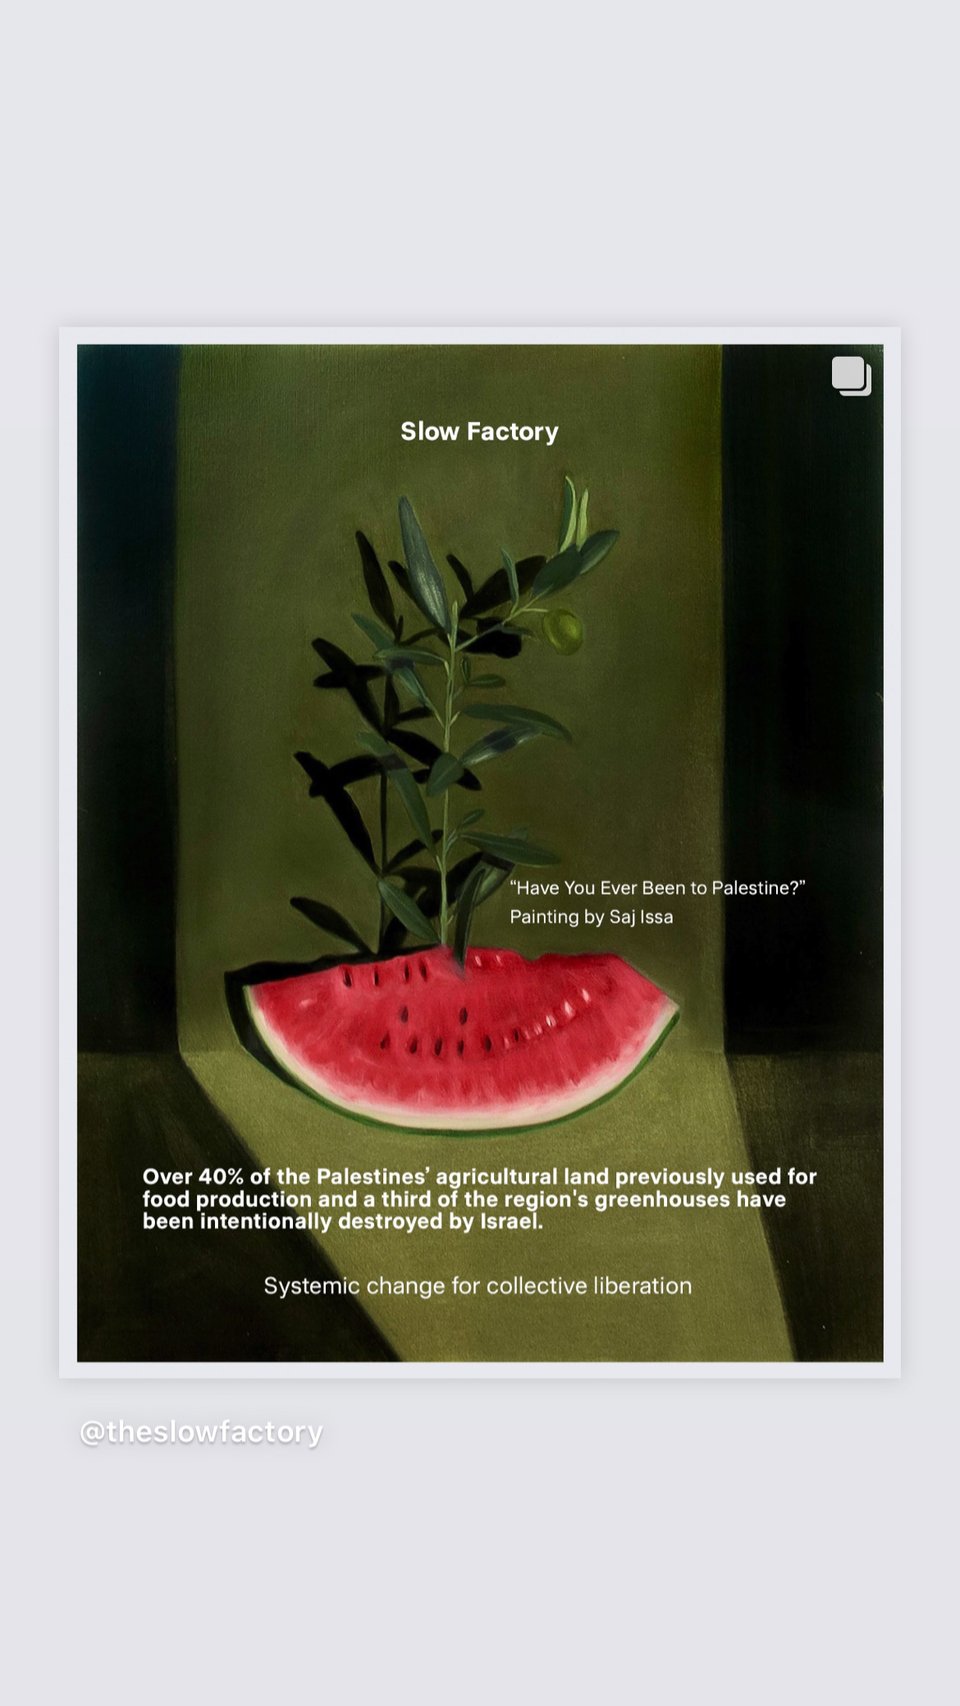 Slow Factory
“Have You Ever Been to Palestine?”
Painting by Saj Issa
Over 40% of the Palestines’ agricultural land previously used for
food production and a third of the region's greenhouses have
been intentionally destroyed by Israel.
Systemic change for collective liberation
@theslowfactory